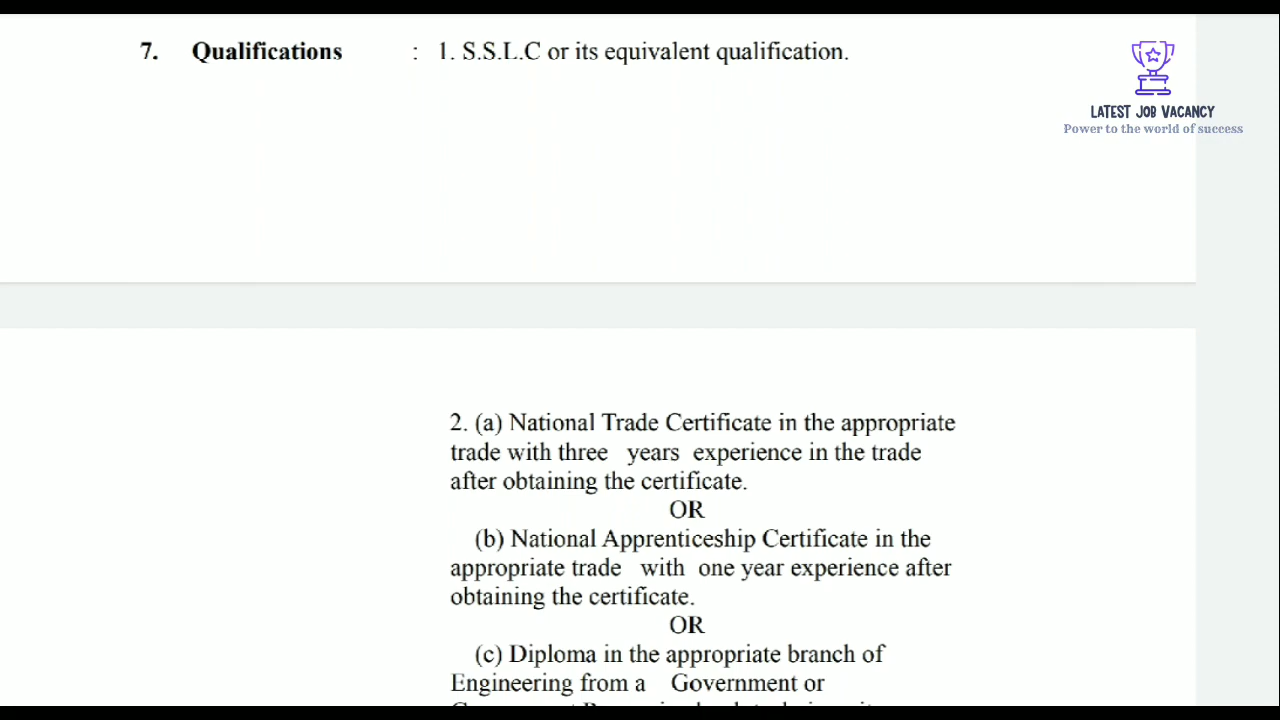 7. Qualifications : 1. S.S.L.C or its equivalent qualification.
LATEST JOB VACANCY
Power to the world of success
2. (a) National Trade Certificate in the appropriate
trade with three years experience in the trade
after obtaining the certificate.
OR
(b) National Apprenticeship Certificate in the
appropriate trade with one year experience after
obtaining the certificate.
OR
(c) Diploma in the appropriate branch of
Engineering from a Government or